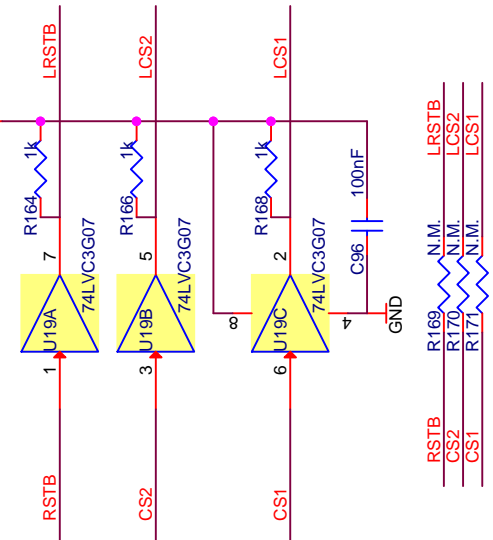 LRSTB
LCS2
LCS1
1k
1k
1k
R164
R166
R168
100nF
C96
7
5
2
74LVC3G07
74LVC3G07
74LVC3G07
U19A
U19B
U19C
8
4
GND
1
3
6
RSTB
CS2
CS1
LRSTB
LCS2
LCS1
N.M.
N.M.
N.M.
R169
R170
R171
RSTB
CS2
CS1